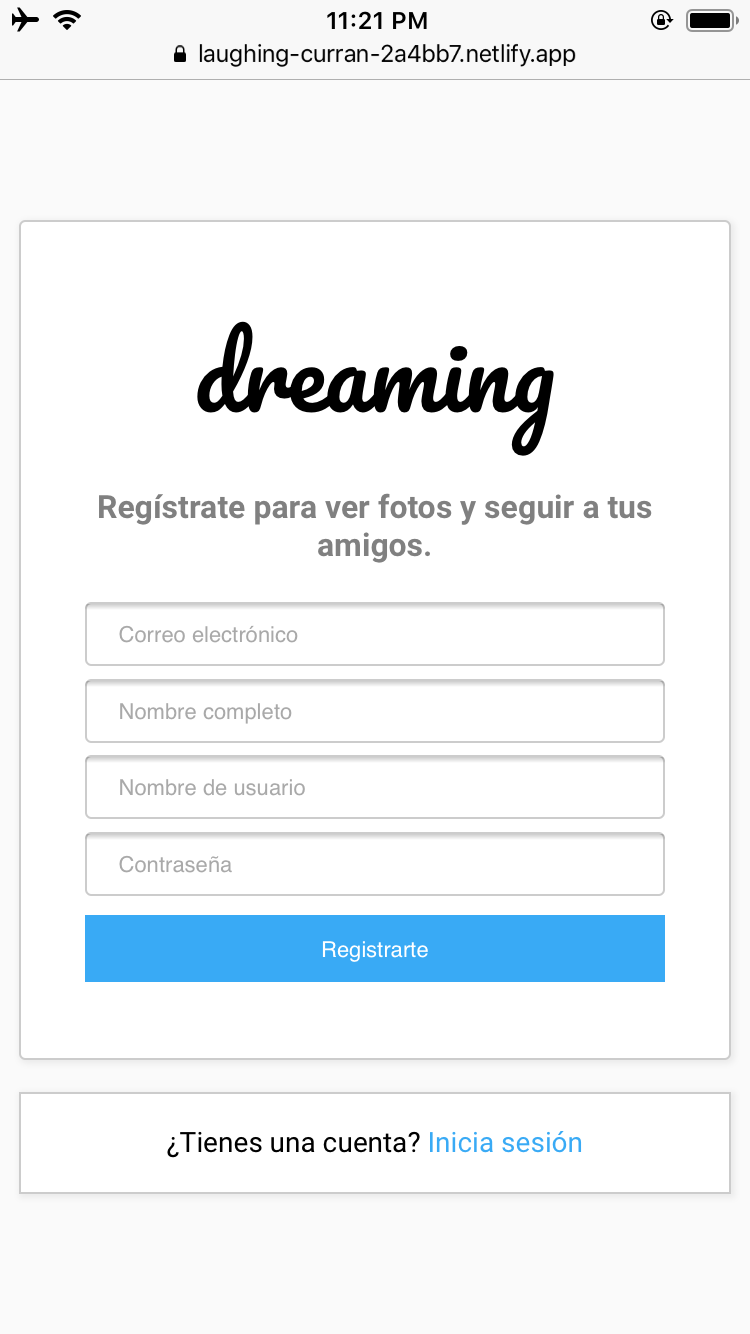 11:21 PM
laughing-curran-2a4bb7.netlify.app
dreaming
Regístrate para ver fotos y seguir a tus
amigos.
Correo electrónico
Nombre completo
Nombre de usuario
Contraseña
Registrarte
¿Tienes una cuenta? Inicia sesión